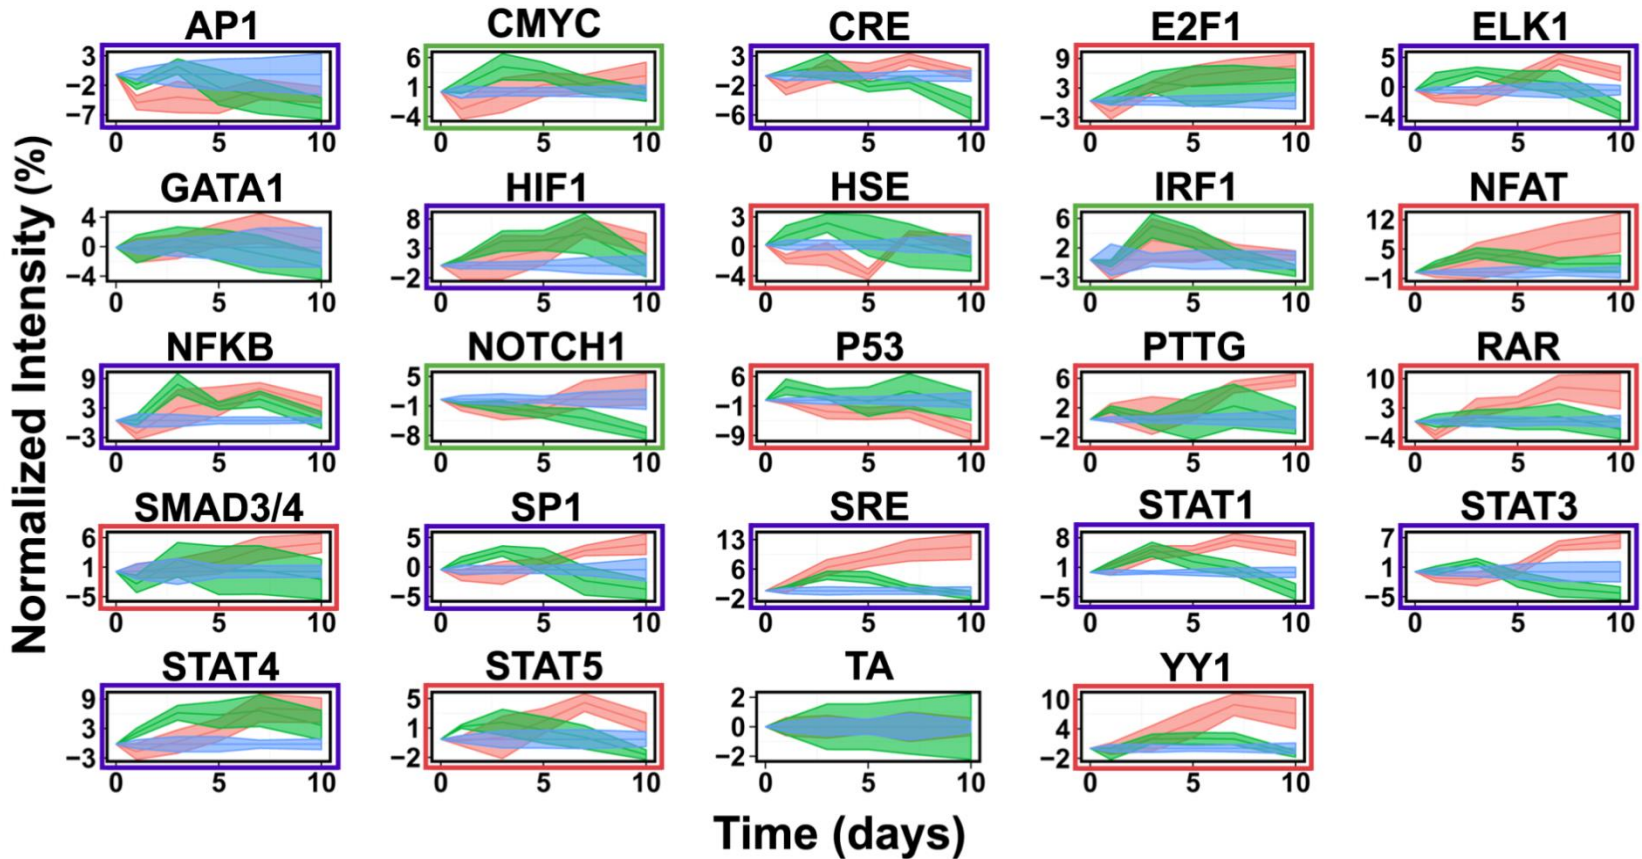 AP1 CMYC CRE E2F1 ELK1
3 −2 −7 6 1 −4 3 −2 −6 9 3 −3 5 0 −4
0 5 10 0 5 10 0 5 10 0 5 10 0 5 10
GATA1 HIF1 HSE IRF1 NFAT
4 0 −4 8 3 −2 3 0 −4 6 2 −3 12 5 −1
0 5 10 0 5 10 0 5 10 0 5 10 0 5 10
NFKB NOTCH1 P53 PTTG RAR
9 3 −3 5 −1 −8 6 −1 −9 6 2 −2 10 3 −4
0 5 10 0 5 10 0 5 10 0 5 10 0 5 10
SMAD3/4 SP1 SRE STAT1 STAT3
6 1 −5 5 0 −5 13 6 −2 8 1 −5 7 1 −5
0 5 10 0 5 10 0 5 10 0 5 10 0 5 10
STAT4 STAT5 TA YY1
9 3 −3 5 1 −2 2 0 −2 10 4 −2
0 5 10 0 5 10 0 5 10 0 5 10
Normalized Intensity (%)
Time (days)